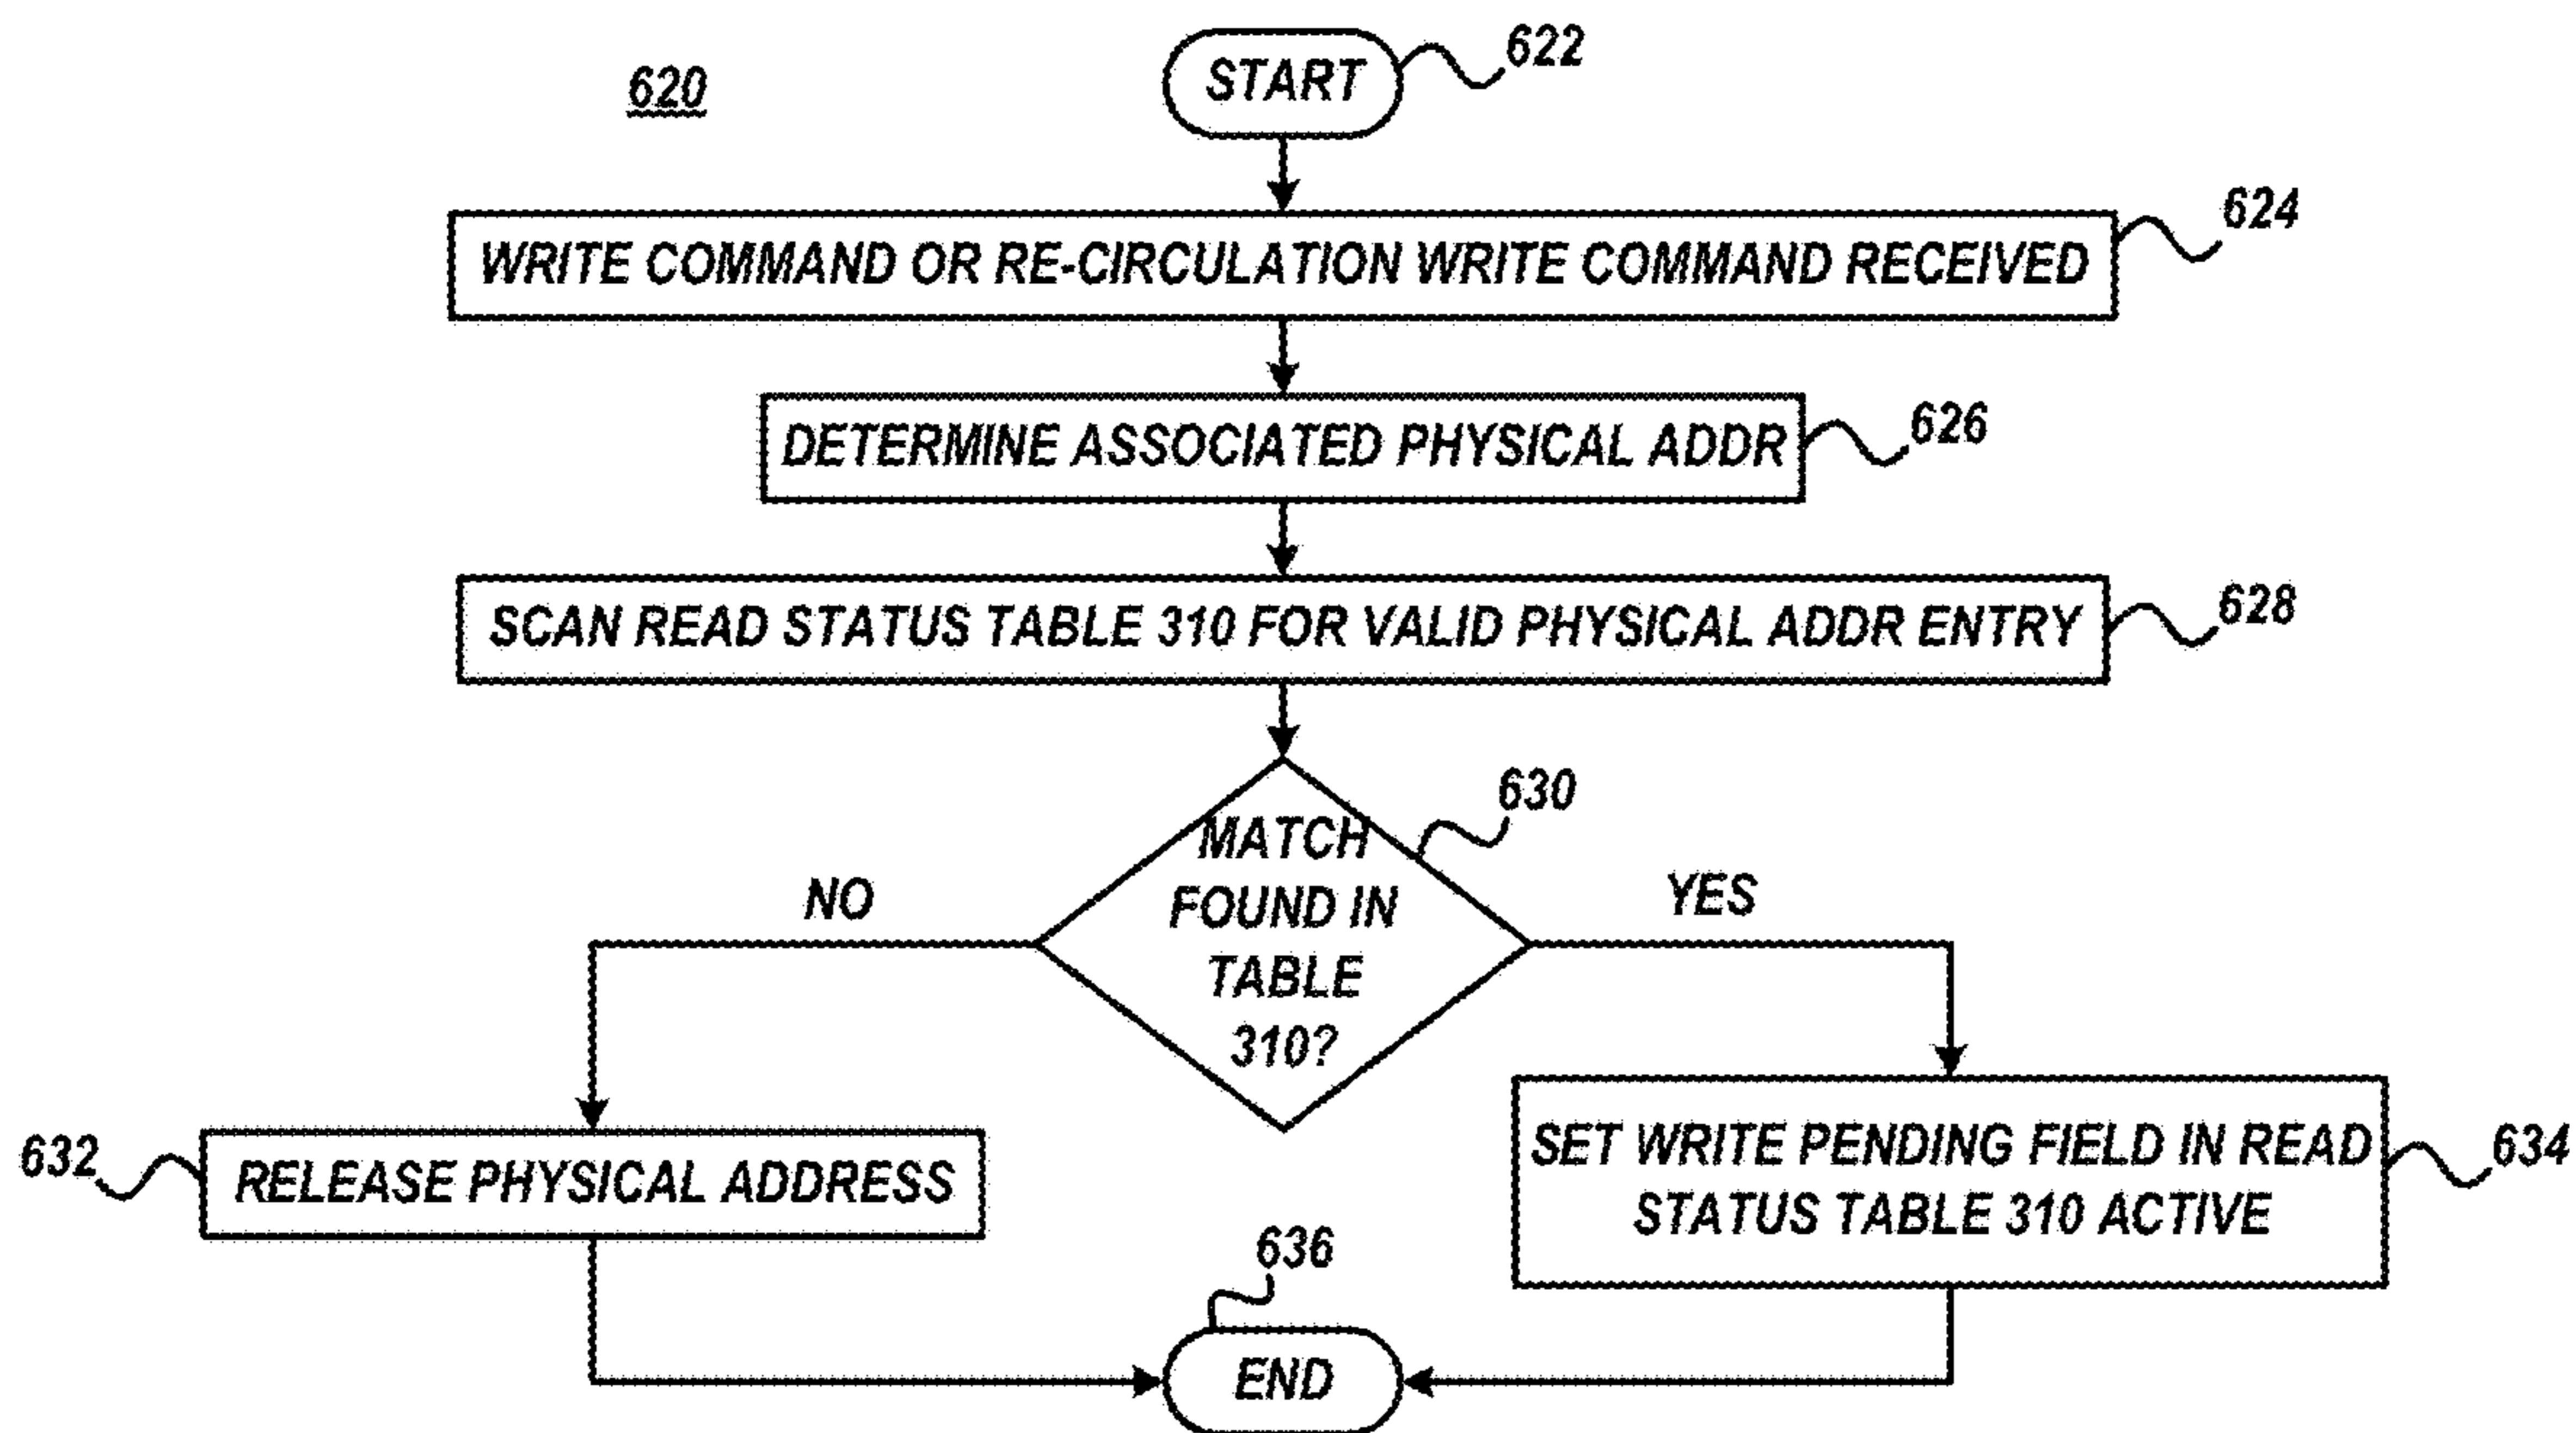 620
START
622
WRITE COMMAND OR RE-CIRCULATION WRITE COMMAND RECEIVED
624
DETERMINE ASSOCIATED PHYSICAL ADDR
626
SCAN READ STATUS TABLE 310 FOR VALID PHYSICAL ADDR ENTRY
628
MATCH
FOUND IN
TABLE
310?
630
NO
YES
632
RELEASE PHYSICAL ADDRESS
SET WRITE PENDING FIELD IN READ
STATUS TABLE 310 ACTIVE
634
636
END